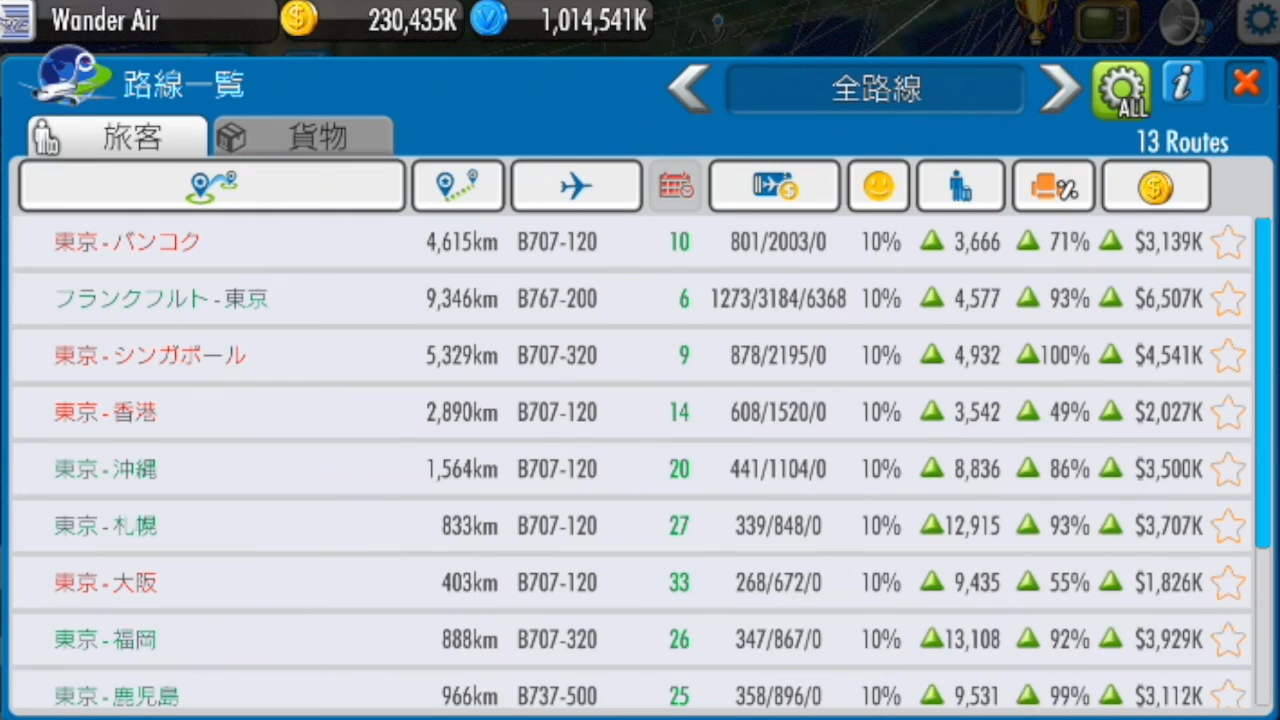 Wander Air 230,435K 1,014,541K
路線一覧 全路線 ALL
旅客 貨物 13 Routes
東京-バンコク 4,615km B707-120 10 801/2003/0 10% 3,666 71% $3,139K
フランクフルト-東京 9,346km B767-200 6 1273/3184/6368 10% 4,577 93% $6,507K
東京-シンガポール 5,329km B707-320 9 878/2195/0 10% 4,932 100% $4,541K
東京-香港 2,890km B707-120 14 608/1520/0 10% 3,542 49% $2,027K
東京-沖縄 1,564km B707-120 20 441/1104/0 10% 8,836 86% $3,500K
東京-札幌 833km B707-120 27 339/848/0 10% 12,915 93% $3,707K
東京-大阪 403km B707-120 33 268/672/0 10% 9,435 55% $1,826K
東京-福岡 888km B707-320 26 347/867/0 10% 13,108 92% $3,929K
東京-鹿児島 966km B737-500 25 358/896/0 10% 9,531 99% $3,112K